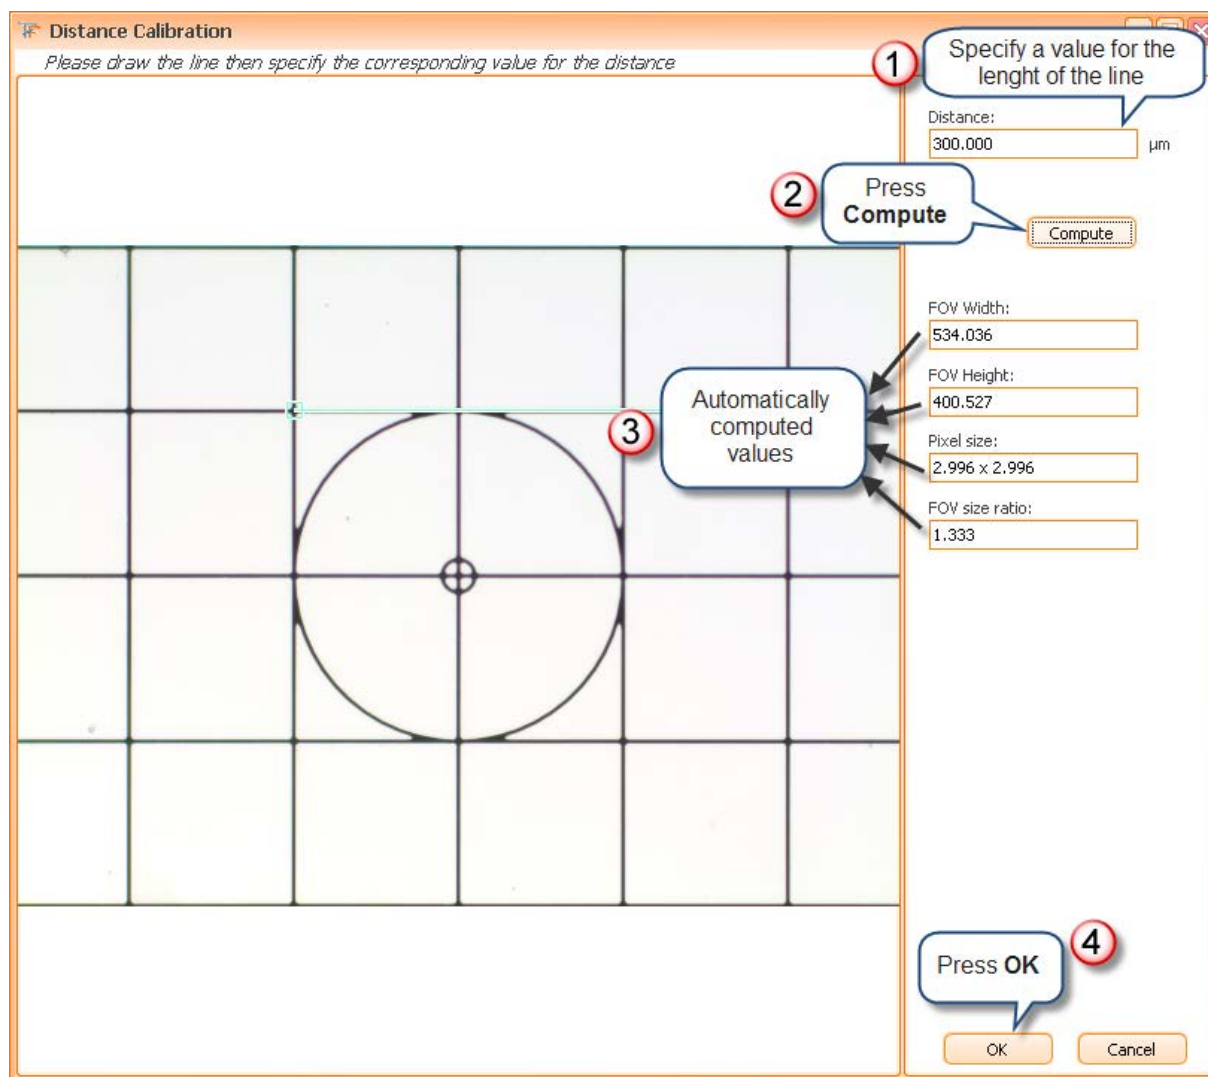 Distance Calibration
Please draw the line then specify the corresponding value for the distance
1
Specify a value for the
lenght of the line
Distance:
300.000 µm
2
Press
Compute
Compute
FOV Width:
534.036
FOV Height:
400.527
3
Automatically
computed
values
Pixel size:
2.996 x 2.996
FOV size ratio:
1.333
4
Press OK
OK
Cancel